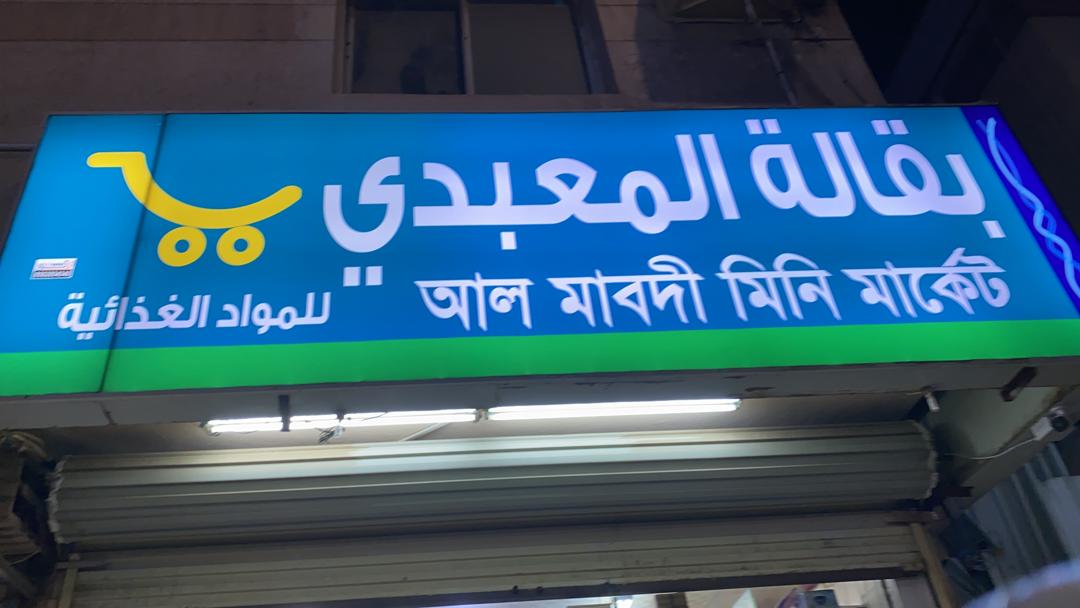 بقالة المعبدي
আল মাবদী মিনি মার্কেট
للمواد الغذائية